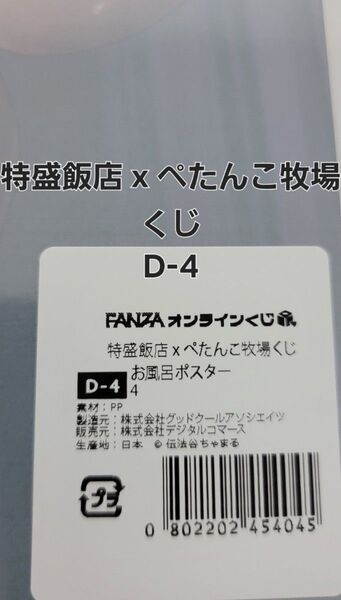 特盛飯店 x ぺたんこ牧場
くじ
D-4
FANZA オンラインくじ
特盛飯店 x ぺたんこ牧場くじ
D-4 お風呂ポスター
4
素材：PP
製造元：株式会社グッドクールアソシエイツ
販売元：株式会社デジタルコマース
生産地：日本 © 伝法谷ちゃまる
プラ
0 802202 454045